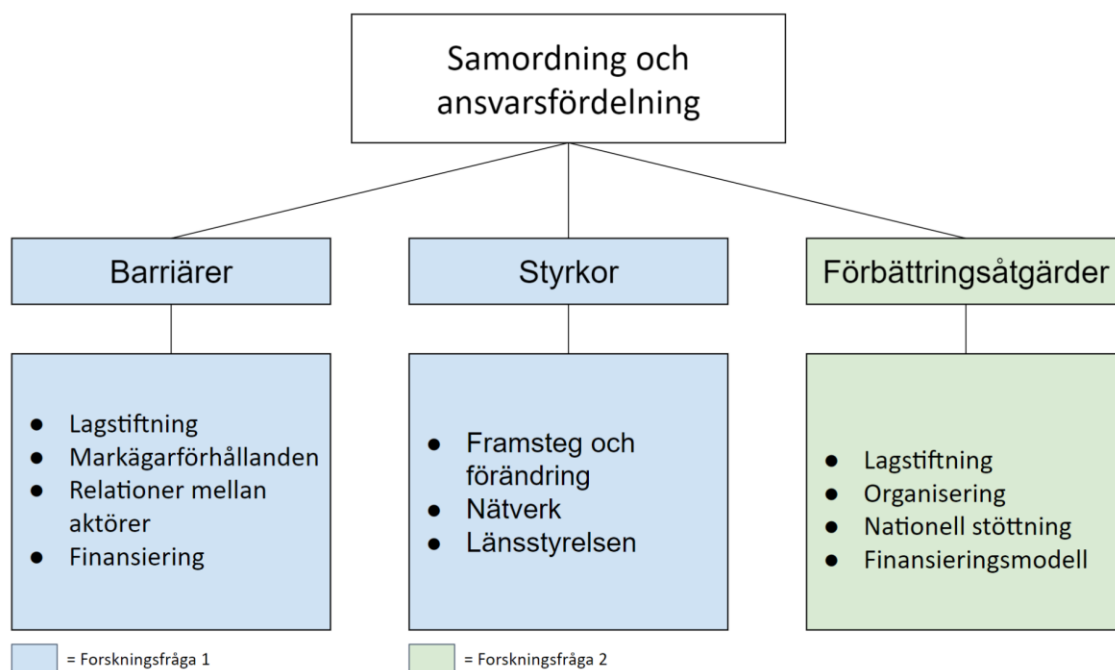 Samordning och
ansvarsfördelning
Barriärer
Styrkor
Förbättringsåtgärder
● Lagstiftning
● Markägarförhållanden
● Relationer mellan
aktörer
● Finansiering
● Framsteg och
förändring
● Nätverk
● Länsstyrelsen
● Lagstiftning
● Organisering
● Nationell stöttning
● Finansieringsmodell
= Forskningsfråga 1
= Forskningsfråga 2